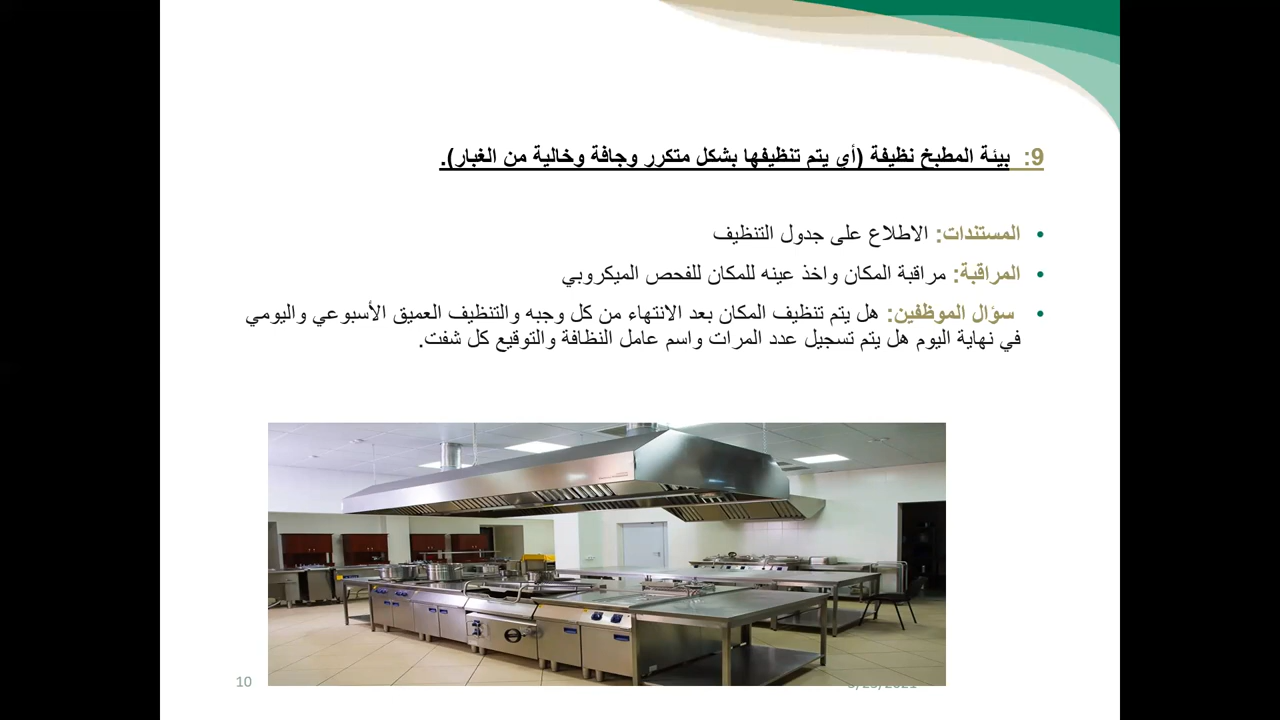 9: بيئة المطبخ نظيفة (أي يتم تنظيفها بشكل متكرر وجافة وخالية من الغبار).
• المستندات: الاطلاع على جدول التنظيف
• المراقبة: مراقبة المكان واخذ عينه للمكان للفحص الميكروبي
• سؤال الموظفين: هل يتم تنظيف المكان بعد الانتهاء من كل وجبه والتنظيف العميق الأسبوعي واليومي
في نهاية اليوم هل يتم تسجيل عدد المرات واسم عامل النظافة والتوقيع كل شفت.
10